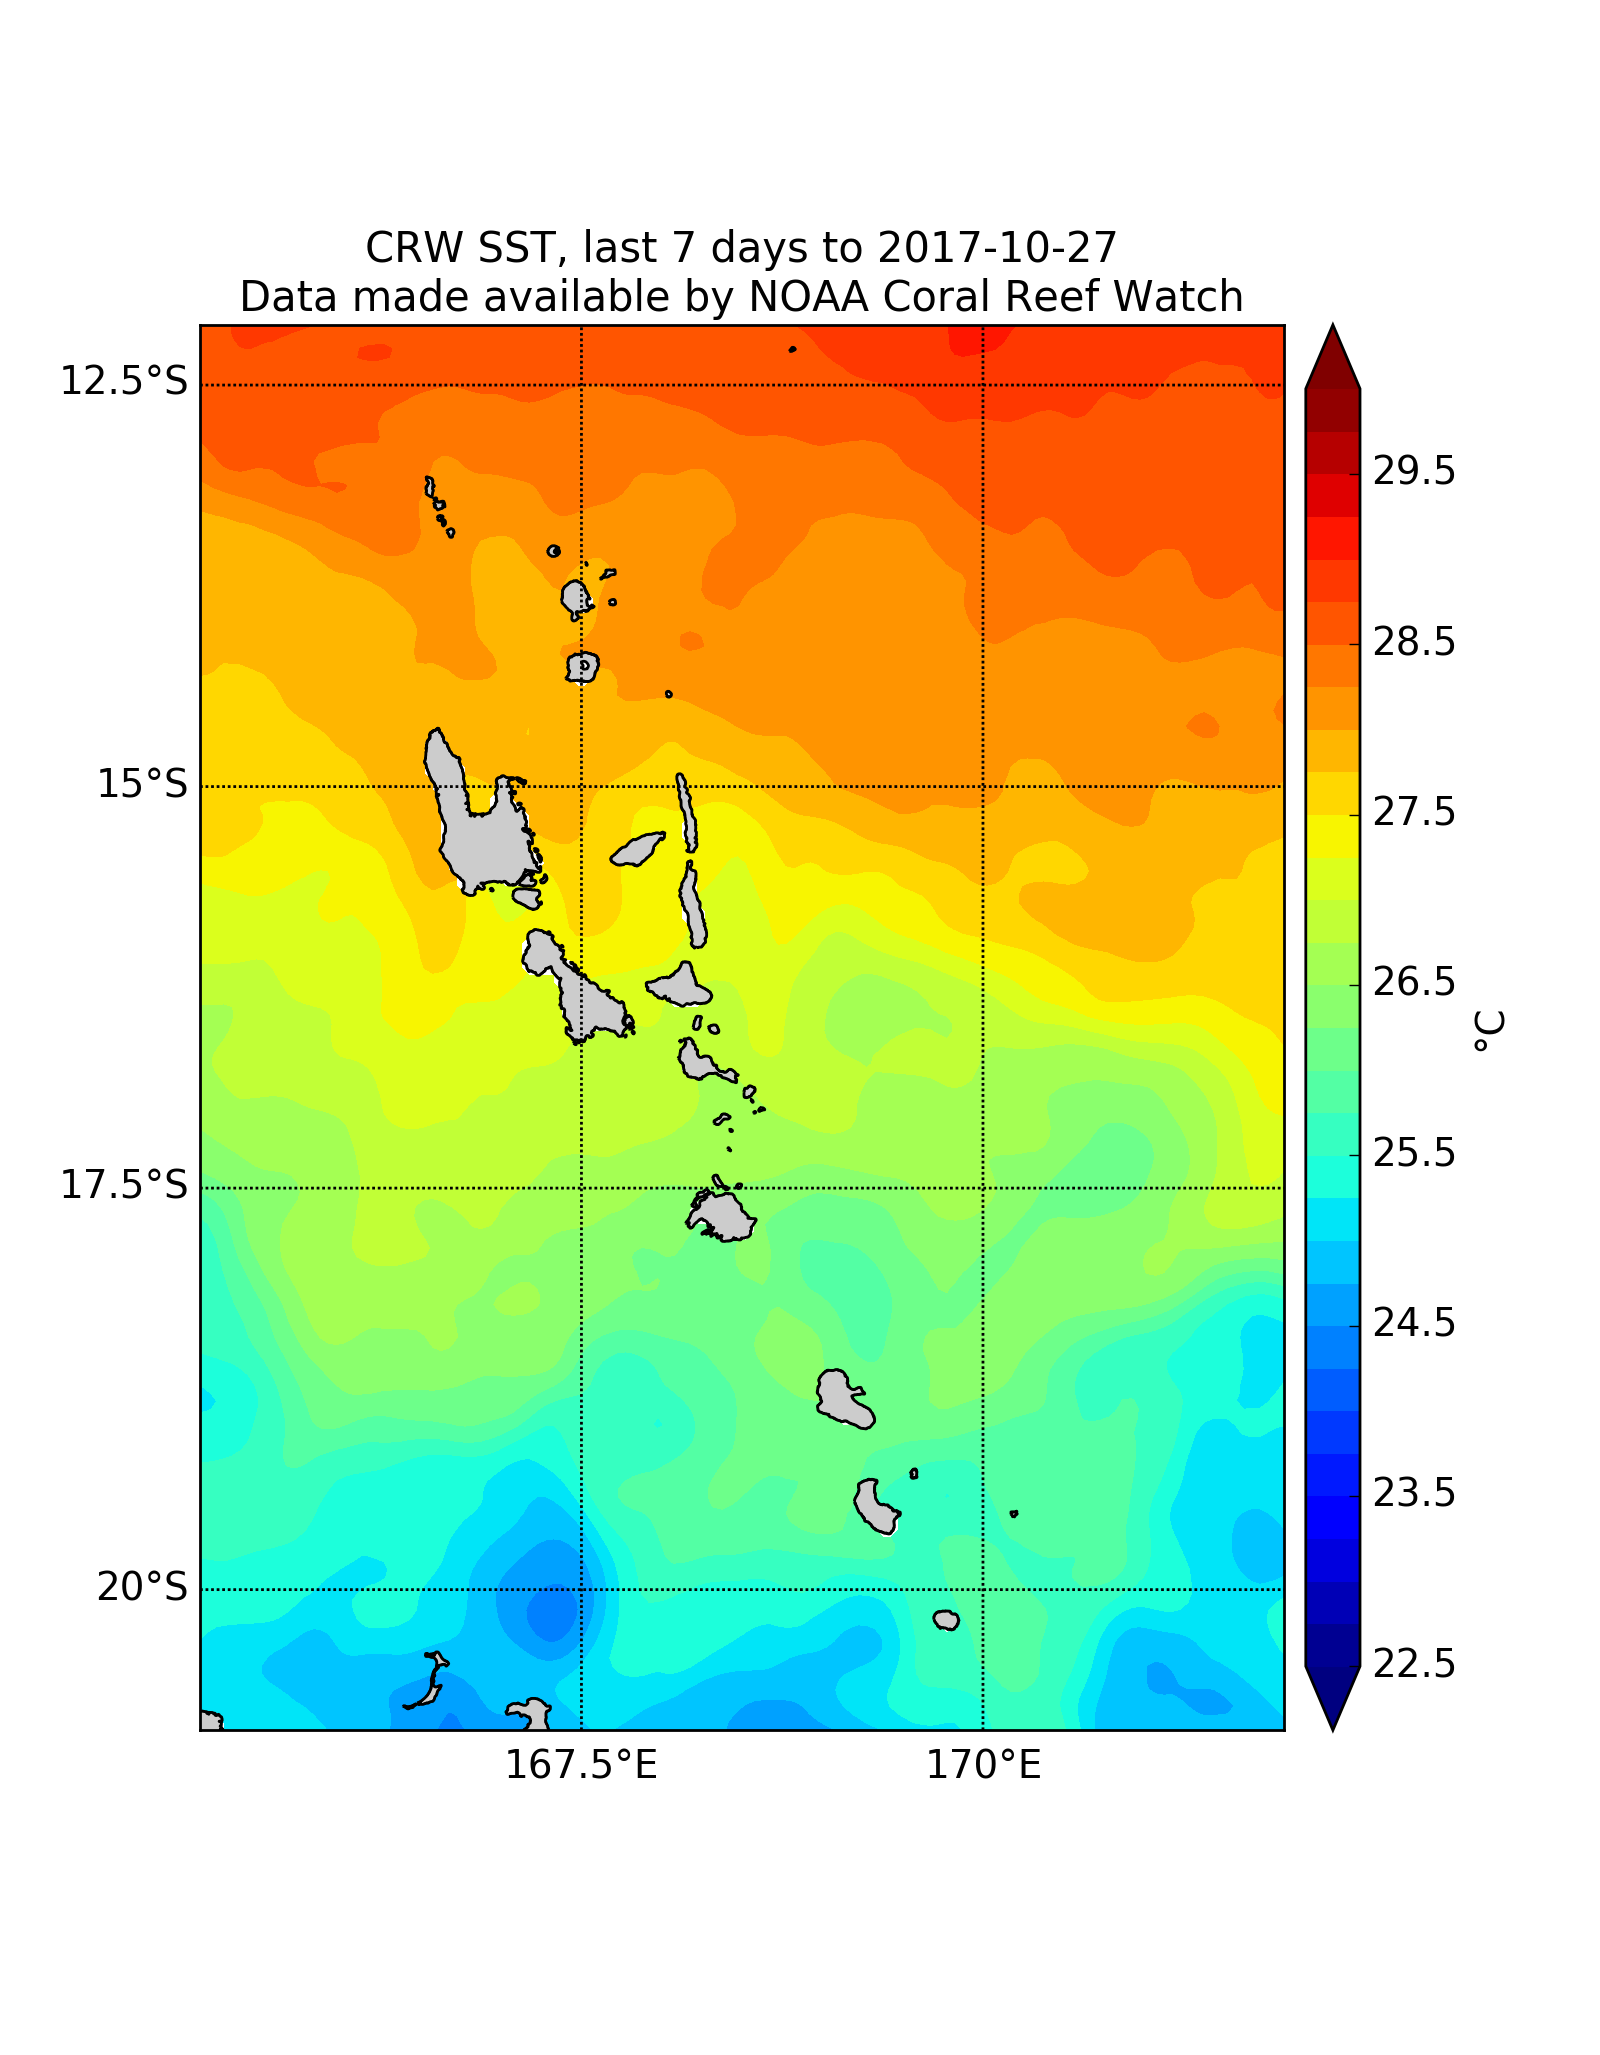 CRW SST, last 7 days to 2017-10-27
Data made available by NOAA Coral Reef Watch
12.5°S
15°S
17.5°S
20°S
167.5°E
170°E
29.5
28.5
27.5
26.5
25.5
24.5
23.5
22.5
°C